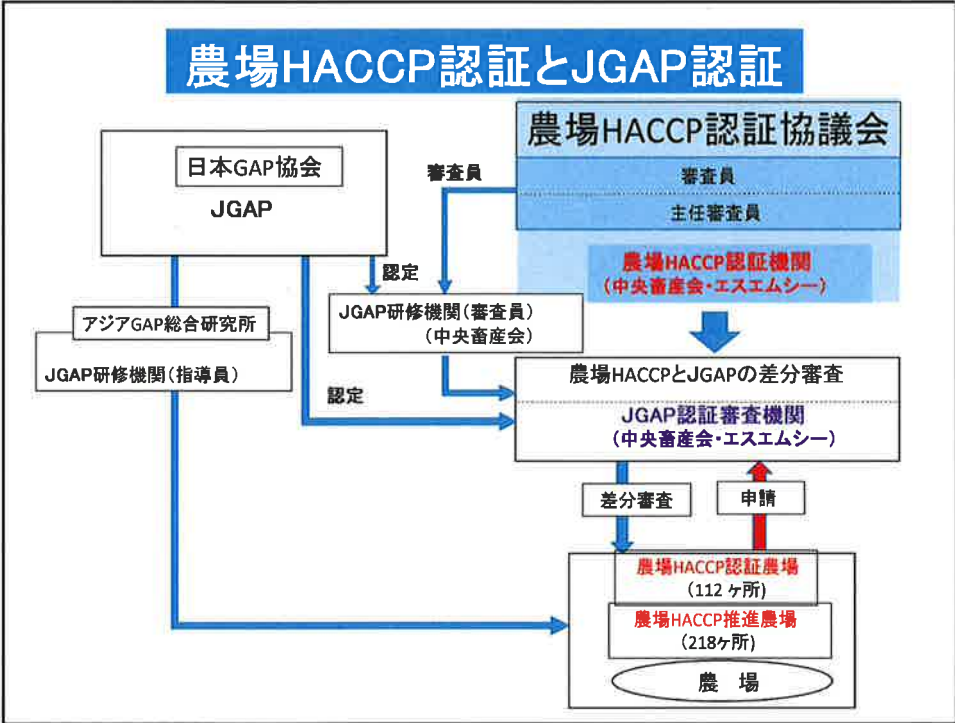 農場HACCP認証とJGAP認証
日本GAP協会
JGAP
農場HACCP認証協議会
審査員
主任審査員
農場HACCP認証機関
(中央畜産会・エスエムシー)
審査員
認定
JGAP研修機関(審査員)
(中央畜産会)
アジアGAP総合研究所
JGAP研修機関(指導員)
認定
農場HACCPとJGAPの差分審査
JGAP認証審査機関
(中央畜産会・エスエムシー)
差分審査
申請
農場HACCP認証農場
(112ヶ所)
農場HACCP推進農場
(218ヶ所)
農 場